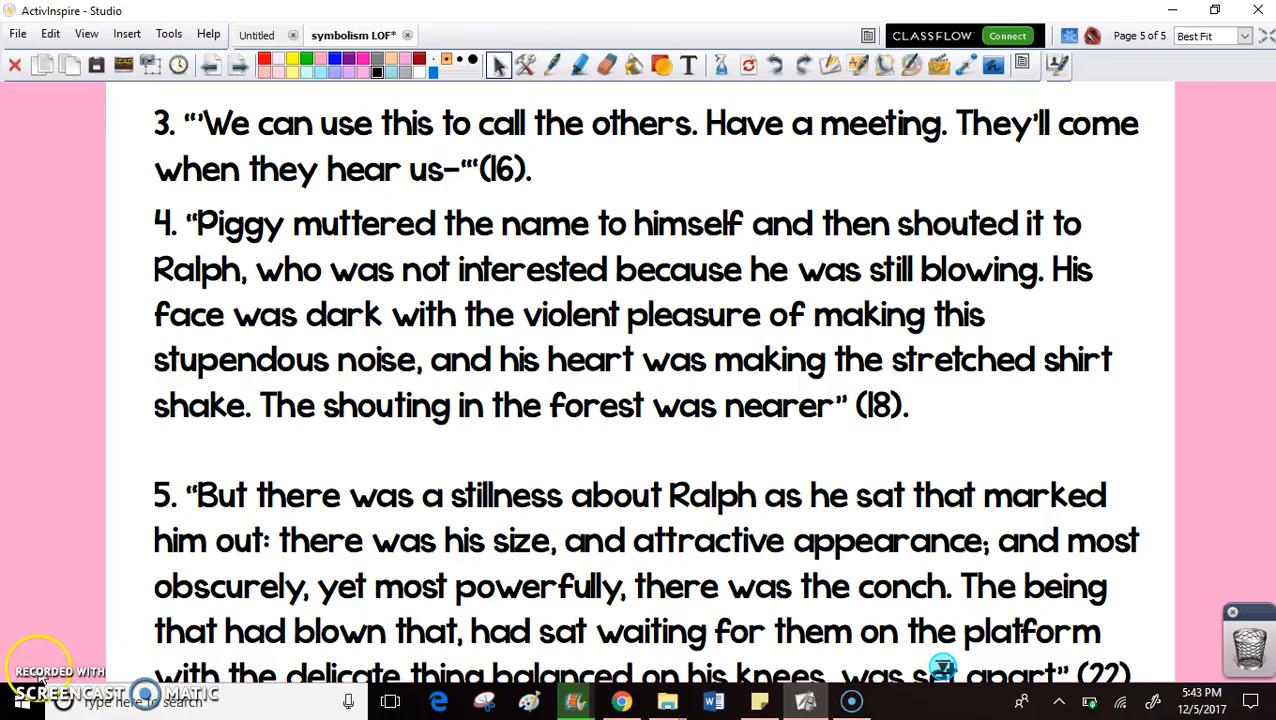 ActivInspire - Studio
File Edit View Insert Tools Help Untitled symbolism LOF* CLASSFLOW Connect Page 5 of 5 Best Fit
3. “‘We can use this to call the others. Have a meeting. They’ll come
when they hear us-“‘(16).
4. “Piggy muttered the name to himself and then shouted it to
Ralph, who was not interested because he was still blowing. His
face was dark with the violent pleasure of making this
stupendous noise, and his heart was making the stretched shirt
shake. The shouting in the forest was nearer” (18).
5. “But there was a stillness about Ralph as he sat that marked
him out: there was his size, and attractive appearance; and most
obscurely, yet most powerfully, there was the conch. The being
that had blown that, had sat waiting for them on the platform
with the delicate thing balanced on his knees, was set apart” (22)
RECORDED WITH
SCREENCAST MATIC
Type here to search
5:43 PM
12/5/2017